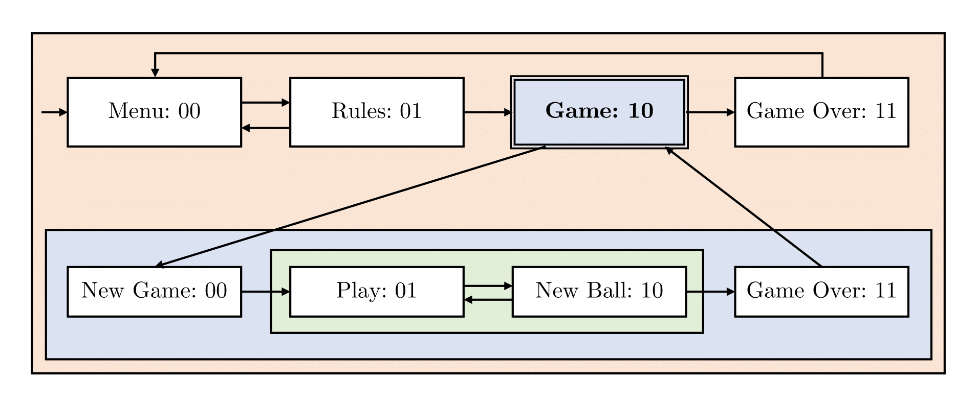 Menu: 00
Rules: 01
Game: 10
Game Over: 11
New Game: 00
Play: 01
New Ball: 10
Game Over: 11